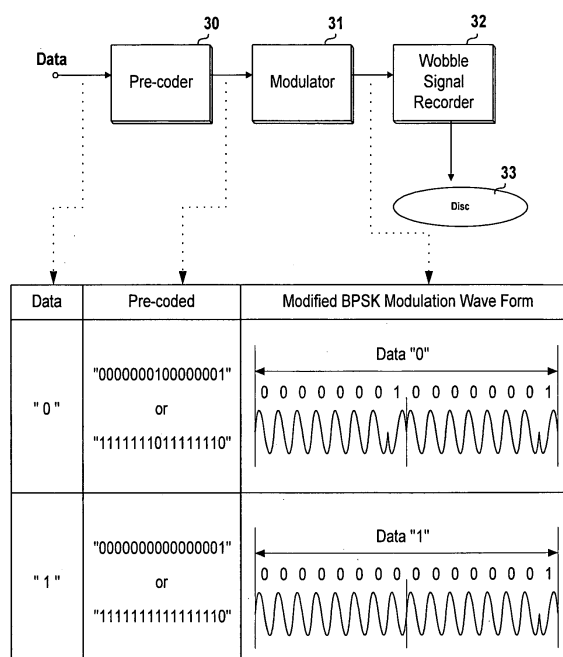 30
31
32
Data
Pre-coder
Modulator
Wobble
Signal
Recorder
33
Disc
Data
Pre-coded
Modified BPSK Modulation Wave Form
" 0 "
"0000000100000001"
or
"1111111011111110"
Data "0"
0 0 0 0 0 0 0 1 0 0 0 0 0 0 0 1
" 1 "
"0000000000000001"
or
"1111111111111110"
Data "1"
0 0 0 0 0 0 0 0 0 0 0 0 0 0 0 1